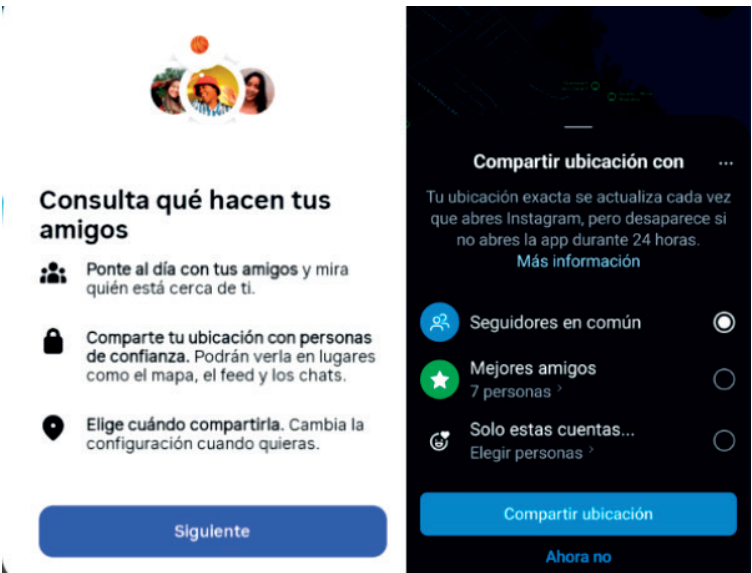 Consulta qué hacen tus
amigos
Ponte al día con tus amigos y mira
quién está cerca de ti.
Comparte tu ubicación con personas
de confianza. Podrán verla en lugares
como el mapa, el feed y los chats.
Elige cuándo compartirla. Cambia la
configuración cuando quieras.
Siguiente
Compartir ubicación con
...
Tu ubicación exacta se actualiza cada vez
que abres Instagram, pero desaparece si
no abres la app durante 24 horas.
Más información
Seguidores en común
Mejores amigos
7 personas >
Solo estas cuentas...
Elegir personas >
Compartir ubicación
Ahora no